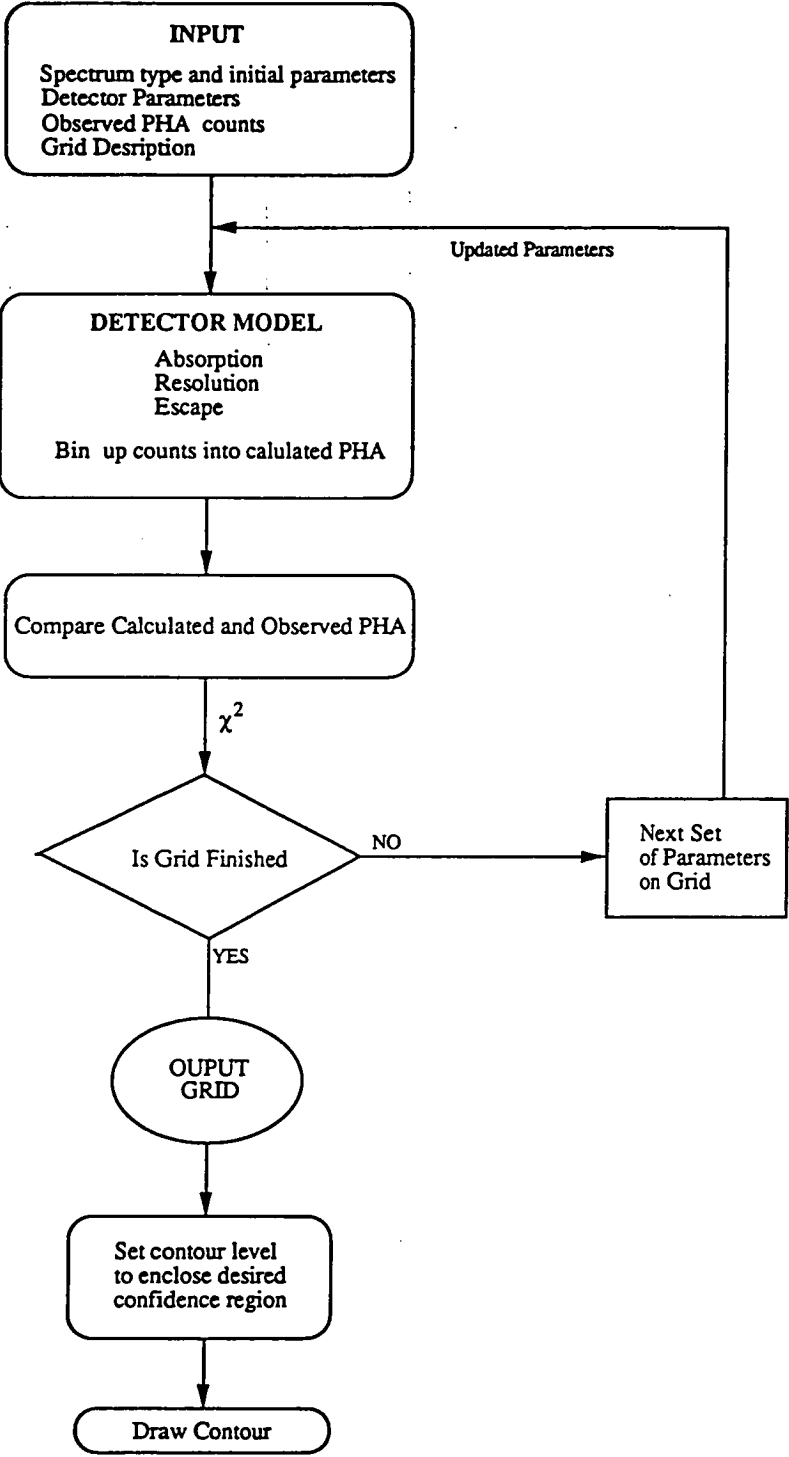 INPUT
Spectrum type and initial parameters
Detector Parameters
Observed PHA counts
Grid Desription
Updated Parameters
DETECTOR MODEL
Absorption
Resolution
Escape
Bin up counts into calulated PHA
Compare Calculated and Observed PHA
χ²
Is Grid Finished
NO
Next Set
of Parameters
on Grid
YES
OUPUT
GRID
Set contour level
to enclose desired
confidence region
Draw Contour